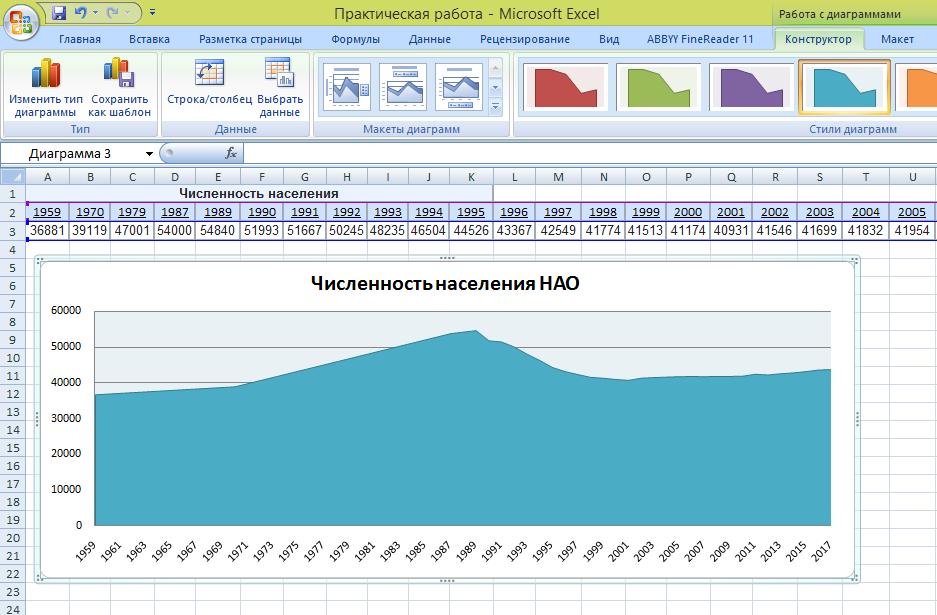 Практическая работа - Microsoft Excel
Работа с диаграммами
Главная Вставка Разметка страницы Формулы Данные Рецензирование Вид ABBYY FineReader 11 Конструктор Макет
Изменить тип диаграммы
Сохранить как шаблон
Строка/столбец
Выбрать данные
Тип Данные Макеты диаграмм Стили диаграмм
Диаграмма 3 fx
A B C D E F G H I J K L M N O P Q R S T U
1 Численность населения
2 1959 1970 1979 1987 1989 1990 1991 1992 1993 1994 1995 1996 1997 1998 1999 2000 2001 2002 2003 2004 2005
3 36881 39119 47001 54000 54840 51993 51667 50245 48235 46504 44526 43367 42549 41774 41513 41174 40931 41546 41699 41832 41954
4
5
6
7
8
9
10
11
12
13
14
15
16
17
18
19
20
21
22
23
24
Численность населения НАО
60000
50000
40000
30000
20000
10000
0
1959 1961 1963 1965 1967 1969 1971 1973 1975 1977 1979 1981 1983 1985 1987 1989 1991 1993 1995 1997 1999 2001 2003 2005 2007 2009 2011 2013 2015 2017